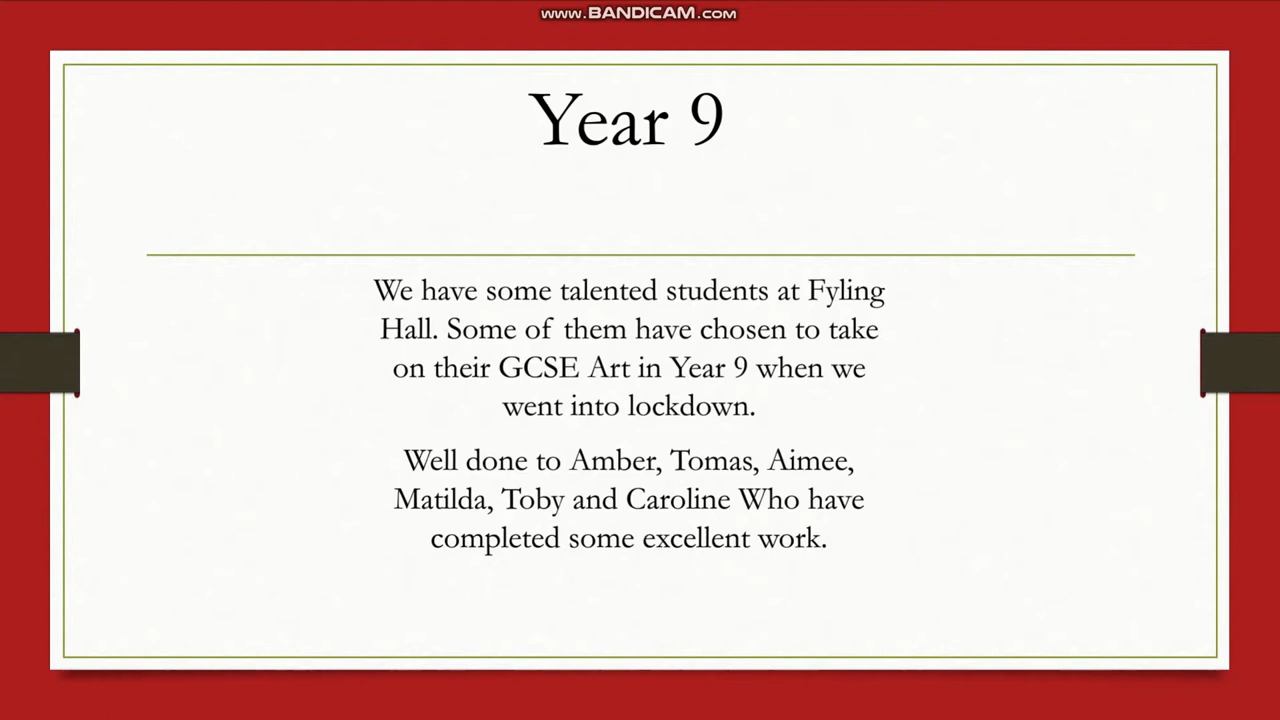 www.BANDICAM.com
Year 9
We have some talented students at Fyling
Hall. Some of them have chosen to take
on their GCSE Art in Year 9 when we
went into lockdown.
Well done to Amber, Tomas, Aimee,
Matilda, Toby and Caroline Who have
completed some excellent work.